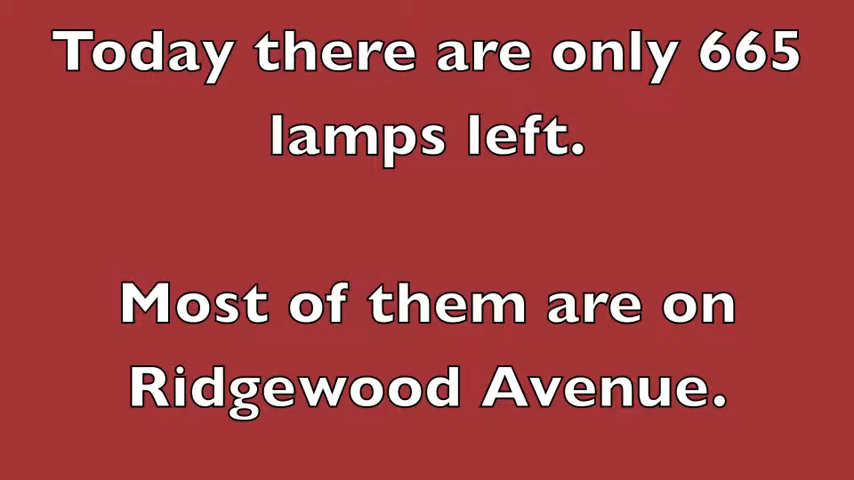 Today there are only 665
lamps left.
Most of them are on
Ridgewood Avenue.